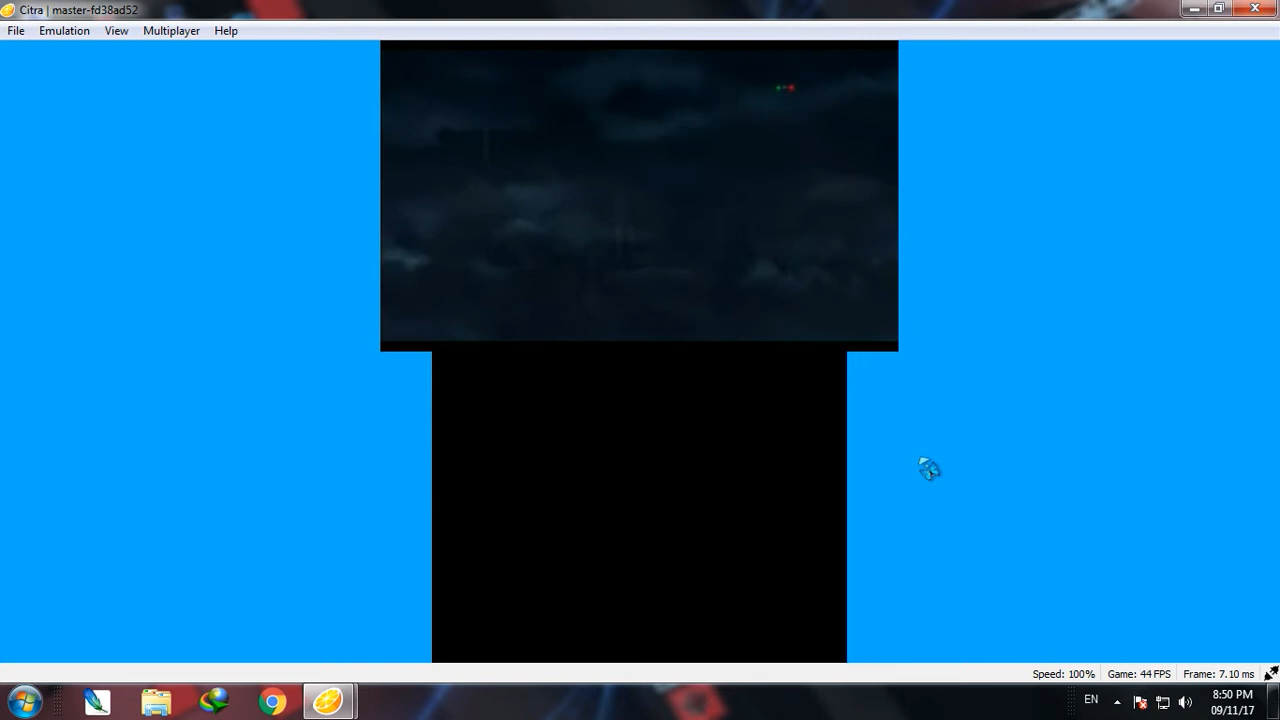 Citra | master-fd38ad52
File Emulation View Multiplayer Help
Speed: 100% Game: 44 FPS Frame: 7.10 ms
EN 8:50 PM
09/11/17